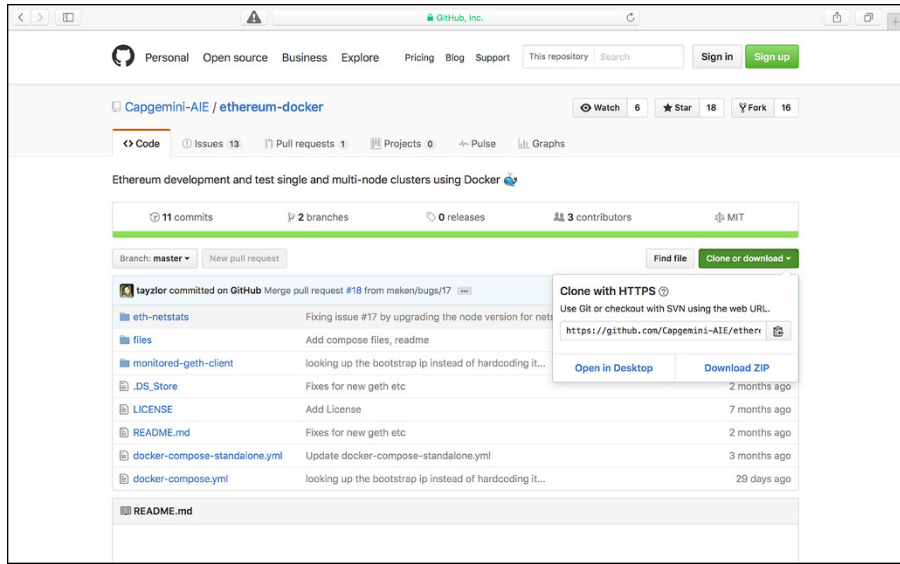 GitHub, Inc.
Personal Open source Business Explore Pricing Blog Support This repository Search Sign in Sign up
Capgemini-AIE / ethereum-docker Watch 6 Star 18 Fork 16
Code Issues 13 Pull requests 1 Projects 0 Pulse Graphs
Ethereum development and test single and multi-node clusters using Docker
11 commits 2 branches 0 releases 3 contributors MIT
Branch: master New pull request Find file Clone or download
tayzlor committed on GitHub Merge pull request #18 from meken/bugs/17 ...
Clone with HTTPS
Use Git or checkout with SVN using the web URL.
https://github.com/Capgemini-AIE/ether
Open in Desktop Download ZIP
eth-netstats Fixing issue #17 by upgrading the node version for nets
files Add compose files, readme
monitored-geth-client looking up the bootstrap ip instead of hardcoding it...
.DS_Store Fixes for new geth etc 2 months ago
LICENSE Add License 7 months ago
README.md Fixes for new geth etc 2 months ago
docker-compose-standalone.yml Update docker-compose-standalone.yml 3 months ago
docker-compose.yml looking up the bootstrap ip instead of hardcoding it... 29 days ago
README.md